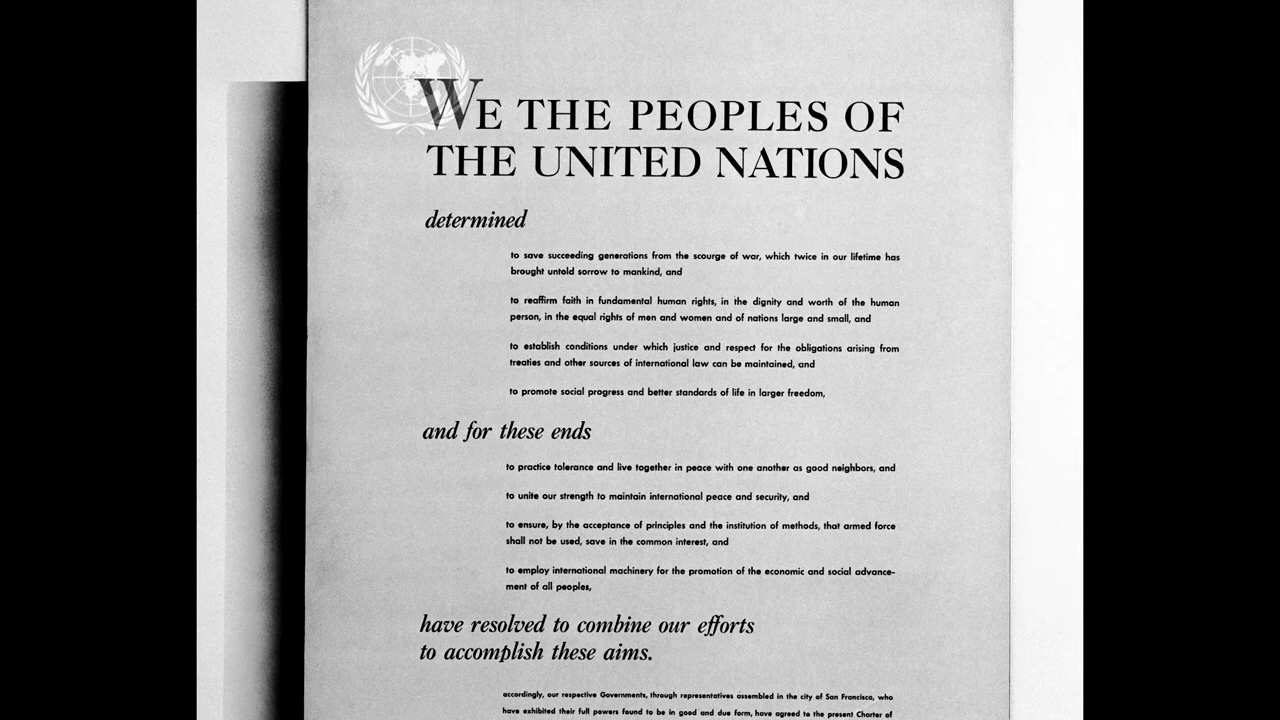 WE THE PEOPLES OF
THE UNITED NATIONS
determined
to save succeeding generations from the scourge of war, which twice in our lifetime has
brought untold sorrow to mankind, and
to reaffirm faith in fundamental human rights, in the dignity and worth of the human
person, in the equal rights of men and women and of nations large and small, and
to establish conditions under which justice and respect for the obligations arising from
treaties and other sources of international law can be maintained, and
to promote social progress and better standards of life in larger freedom,
and for these ends
to practice tolerance and live together in peace with one another as good neighbors, and
to unite our strength to maintain international peace and security, and
to ensure, by the acceptance of principles and the institution of methods, that armed force
shall not be used, save in the common interest, and
to employ international machinery for the promotion of the economic and social advance-
ment of all peoples,
have resolved to combine our efforts
to accomplish these aims.
accordingly, our respective Governments, through representatives assembled in the city of San Francisco, who
have exhibited their full powers found to be in good and due form, have agreed to the present Charter of